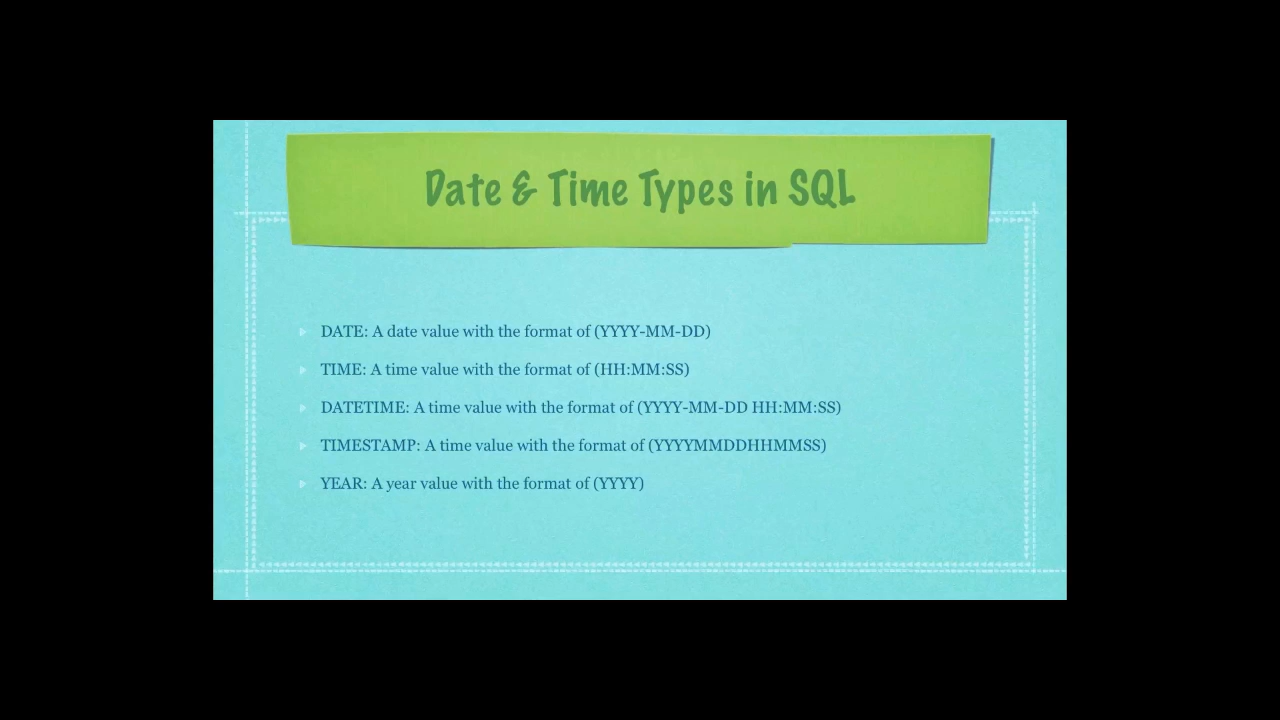 Date & Time Types in SQL
DATE: A date value with the format of (YYYY-MM-DD)
TIME: A time value with the format of (HH:MM:SS)
DATETIME: A time value with the format of (YYYY-MM-DD HH:MM:SS)
TIMESTAMP: A time value with the format of (YYYYMMDDHHMMSS)
YEAR: A year value with the format of (YYYY)